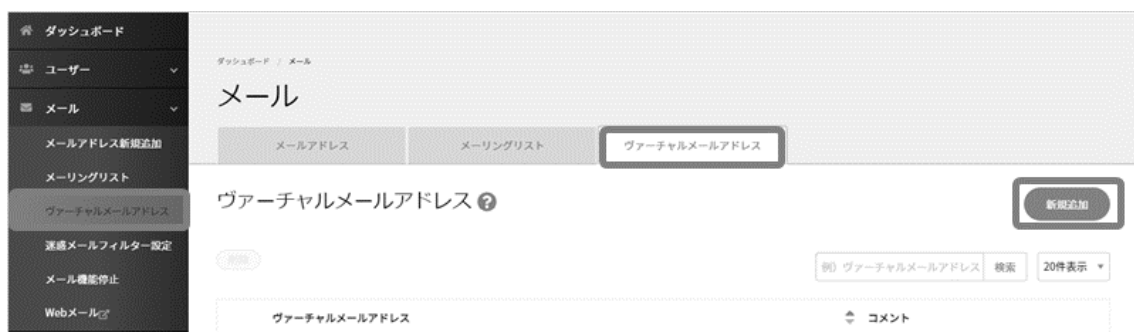 ダッシュボード
ユーザー
メール
メールアドレス新規追加
メーリングリスト
ヴァーチャルメールアドレス
迷惑メールフィルター設定
メール機能停止
Webメール
ダッシュボード / メール
メール
メールアドレス メーリングリスト ヴァーチャルメールアドレス
ヴァーチャルメールアドレス ?
新規追加
削除
例) ヴァーチャルメールアドレス 検索 20件表示
ヴァーチャルメールアドレス コメント